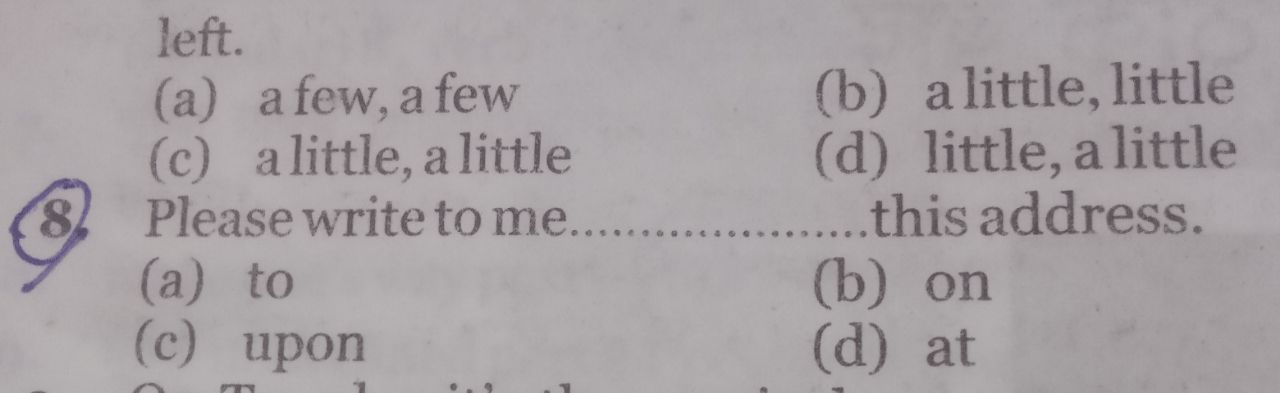 left.
(a) a few, a few (b) a little, little
(c) a little, a little (d) little, a little
8. Please write to me.....................this address.
(a) to (b) on
(c) upon (d) at